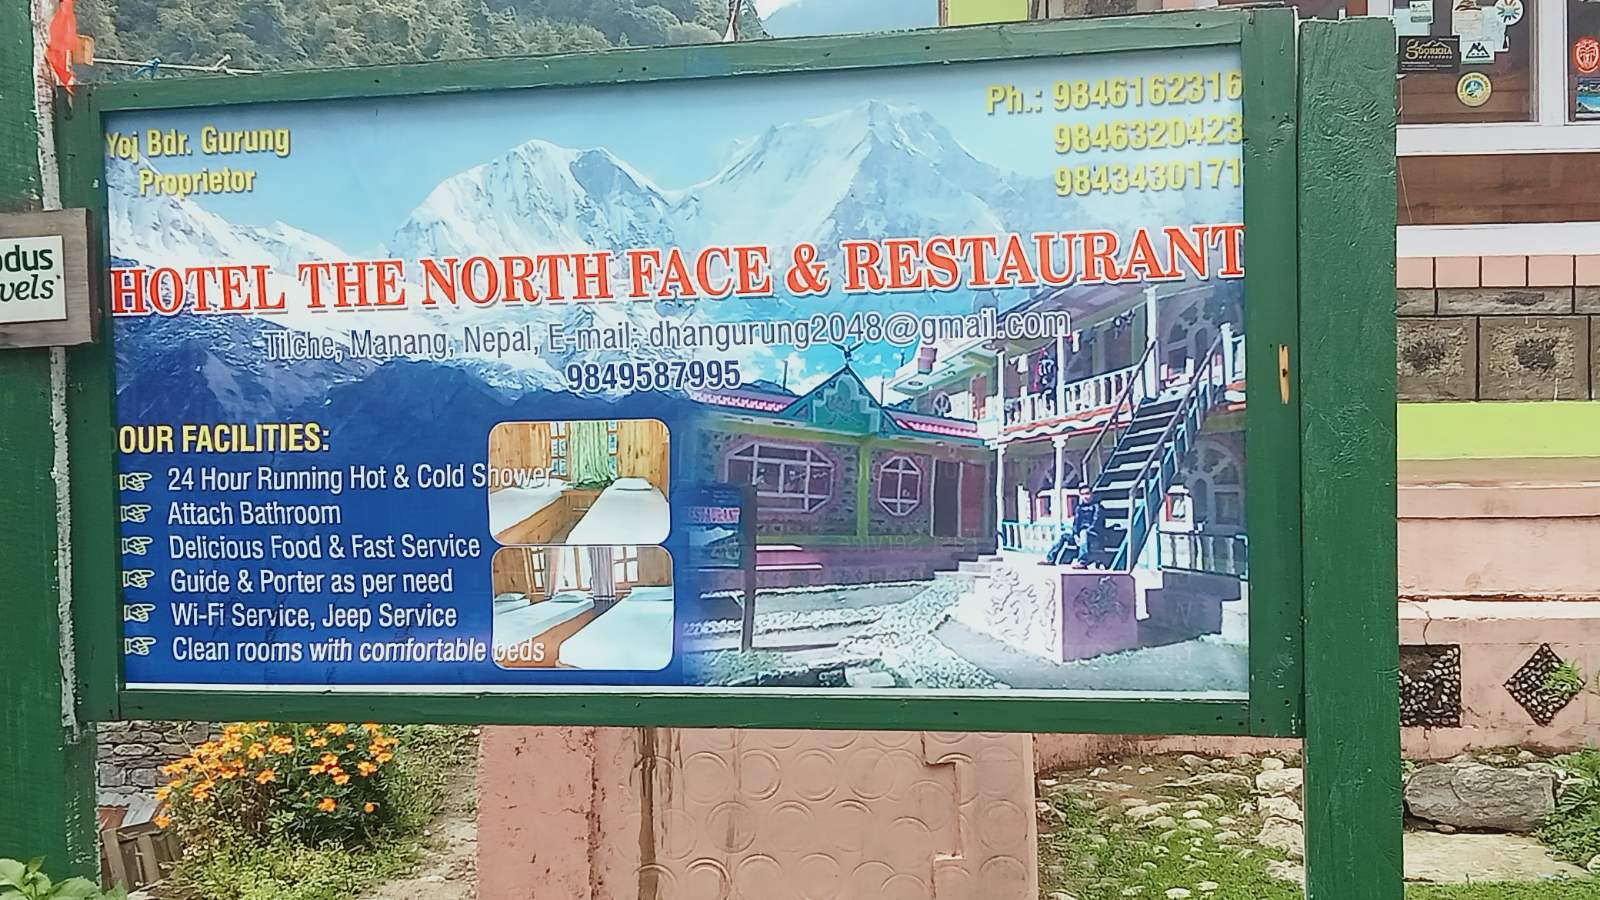 Yoj Bdr. Gurung
Proprietor
Ph.: 9846162316
9846320423
9843430171
HOTEL THE NORTH FACE & RESTAURANT
Tilche, Manang, Nepal, E-mail: dhangurung2048@gmail.com
9849587995
OUR FACILITIES:
24 Hour Running Hot & Cold Shower
Attach Bathroom
Delicious Food & Fast Service
Guide & Porter as per need
Wi-Fi Service, Jeep Service
Clean rooms with comfortable beds
RESTAURANT
GORKHA